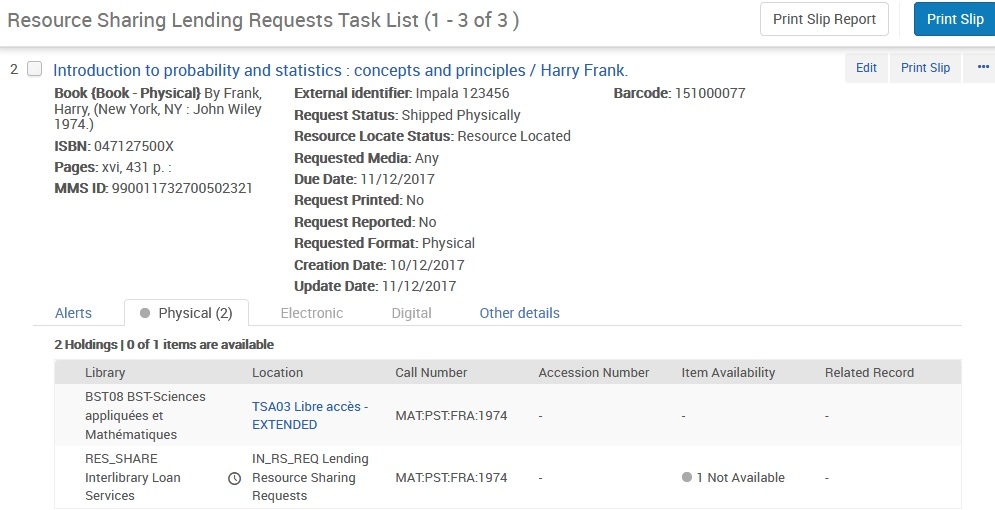 Resource Sharing Lending Requests Task List (1 - 3 of 3 )
Print Slip Report
Print Slip
2
Introduction to probability and statistics : concepts and principles / Harry Frank.
Edit
Print Slip
•••
Book {Book - Physical} By Frank,
Harry, (New York, NY : John Wiley
1974.)
ISBN: 047127500X
Pages: xvi, 431 p. :
MMS ID: 990011732700502321
External identifier: Impala 123456
Request Status: Shipped Physically
Resource Locate Status: Resource Located
Requested Media: Any
Due Date: 11/12/2017
Request Printed: No
Request Reported: No
Requested Format: Physical
Creation Date: 10/12/2017
Update Date: 11/12/2017
Barcode: 151000077
Alerts
Physical (2)
Electronic
Digital
Other details
2 Holdings | 0 of 1 items are available
Library
Location
Call Number
Accession Number
Item Availability
Related Record
BST08 BST-Sciences
appliquées et
Mathématiques
TSA03 Libre accès -
EXTENDED
MAT:PST:FRA:1974
-
-
-
RES_SHARE
Interlibrary Loan
Services
IN_RS_REQ Lending
Resource Sharing
Requests
MAT:PST:FRA:1974
-
1 Not Available
-